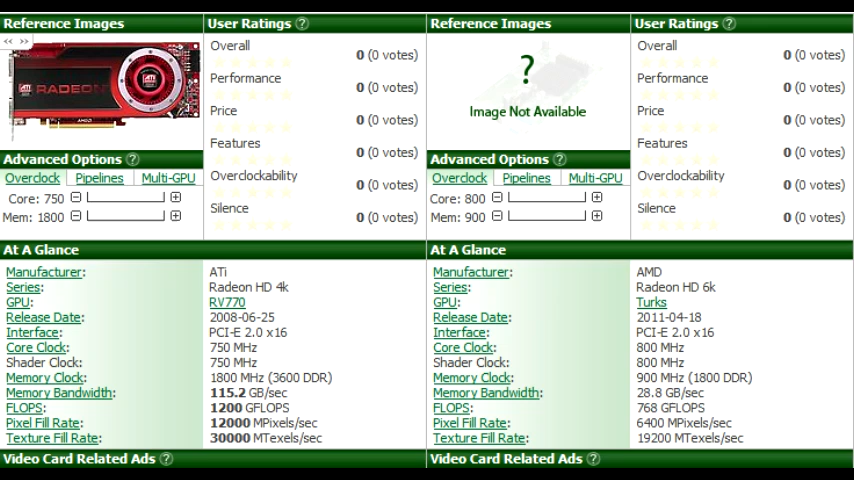 Reference Images
User Ratings ?
Reference Images
User Ratings ?
<< >>
ATI RADEON
AMD
Overall 0 (0 votes)
Performance 0 (0 votes)
Price 0 (0 votes)
Features 0 (0 votes)
Overclockability 0 (0 votes)
Silence 0 (0 votes)
?
Image Not Available
Overall 0 (0 votes)
Performance 0 (0 votes)
Price 0 (0 votes)
Features 0 (0 votes)
Overclockability 0 (0 votes)
Silence 0 (0 votes)
Advanced Options ?
Overclock Pipelines Multi-GPU
Core: 750
Mem: 1800
Advanced Options ?
Overclock Pipelines Multi-GPU
Core: 800
Mem: 900
At A Glance
Manufacturer: ATi
Series: Radeon HD 4k
GPU: RV770
Release Date: 2008-06-25
Interface: PCI-E 2.0 x16
Core Clock: 750 MHz
Shader Clock: 750 MHz
Memory Clock: 1800 MHz (3600 DDR)
Memory Bandwidth: 115.2 GB/sec
FLOPS: 1200 GFLOPS
Pixel Fill Rate: 12000 MPixels/sec
Texture Fill Rate: 30000 MTexels/sec
Video Card Related Ads ?
At A Glance
Manufacturer: AMD
Series: Radeon HD 6k
GPU: Turks
Release Date: 2011-04-18
Interface: PCI-E 2.0 x16
Core Clock: 800 MHz
Shader Clock: 800 MHz
Memory Clock: 900 MHz (1800 DDR)
Memory Bandwidth: 28.8 GB/sec
FLOPS: 768 GFLOPS
Pixel Fill Rate: 6400 MPixels/sec
Texture Fill Rate: 19200 MTexels/sec
Video Card Related Ads ?